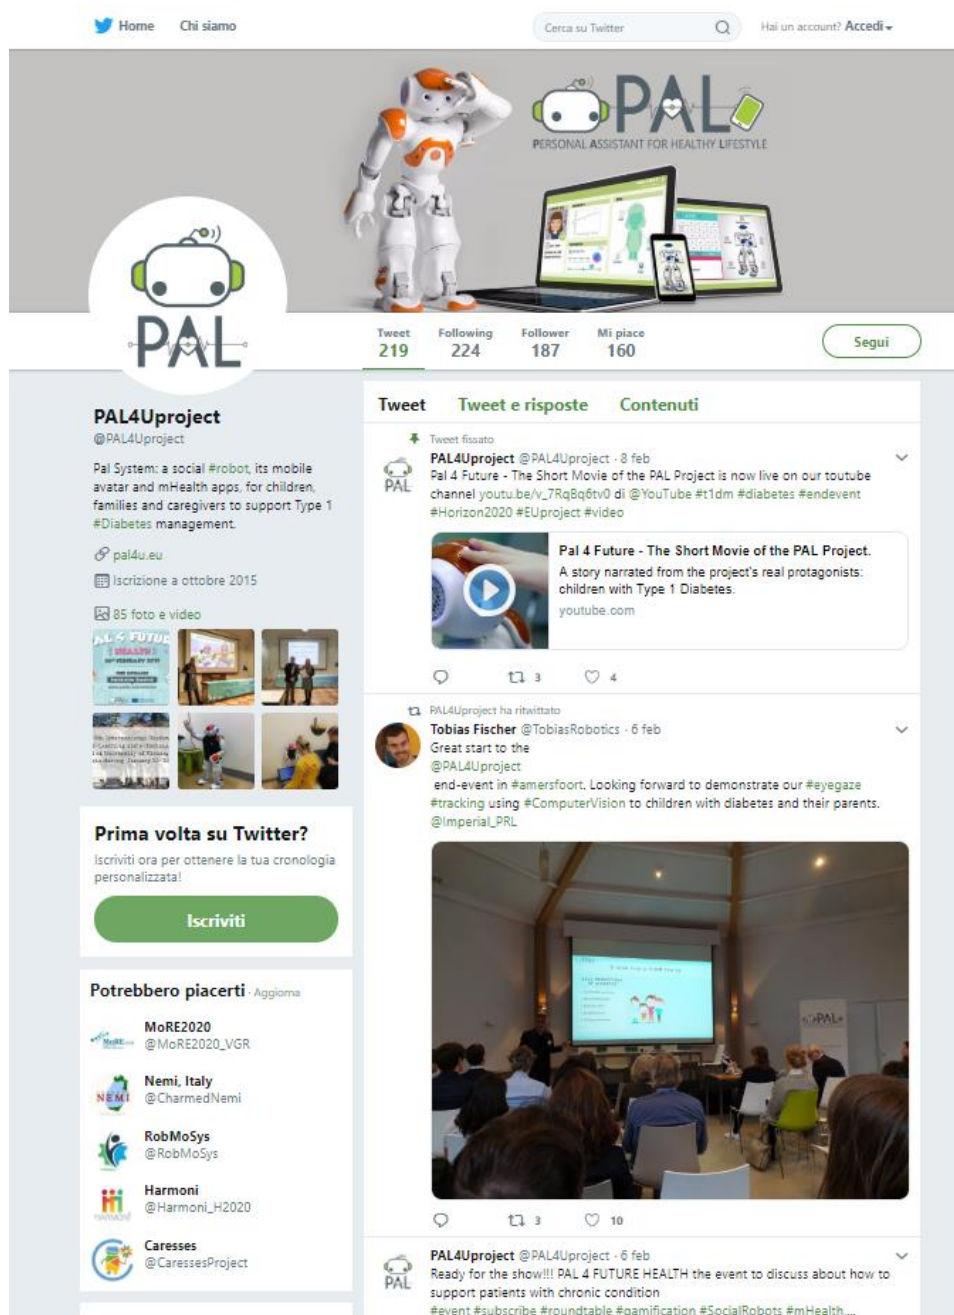 Home Chi siamo
Cerca su Twitter
Hai un account? Accedi
PAL
PERSONAL ASSISTANT FOR HEALTHY LIFESTYLE
PAL
Tweet Following Follower Mi piace
219 224 187 160
Segui
PAL4Uproject
@PAL4Uproject
Pal System: a social #robot, its mobile
avatar and mHealth apps, for children,
families and caregivers to support Type 1
#Diabetes management.
pal4u.eu
Iscrizione a ottobre 2015
85 foto e video
Prima volta su Twitter?
Iscriviti ora per ottenere la tua cronologia
personalizzata!
Iscriviti
Potrebbero piacerti · Aggiorna
MoRE2020
@MoRE2020_VGR
Nemi, Italy
@CharmedNemi
NEMI
RobMoSys
@RobMoSys
Harmoni
@Harmoni_H2020
Caresses
@CaressesProject
Tweet Tweet e risposte Contenuti
Tweet fissato
PAL4Uproject @PAL4Uproject · 8 feb
PAL
Pal 4 Future - The Short Movie of the PAL Project is now live on our toutube
channel youtu.be/v_7RqBq6tv0 di @YouTube #t1dm #diabetes #endevent
#Horizon2020 #EUproject #video
Pal 4 Future - The Short Movie of the PAL Project.
A story narrated from the project's real protagonists:
children with Type 1 Diabetes.
youtube.com
3 4
PAL4Uproject ha ritwittato
Tobias Fischer @TobiasRobotics · 6 feb
Great start to the
@PAL4Uproject
end-event in #amersfoort. Looking forward to demonstrate our #eyegaze
#tracking using #ComputerVision to children with diabetes and their parents.
@Imperial_PRL
PAL
3 10
PAL4Uproject @PAL4Uproject · 6 feb
PAL
Ready for the show!!! PAL 4 FUTURE HEALTH the event to discuss about how to
support patients with chronic condition
#event #subscribe #roundtable #gamification #SocialRobots #mHealth....